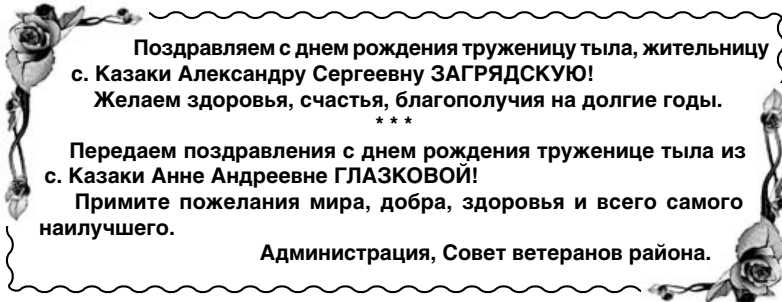 Поздравляем с днем рождения труженицу тыла, жительницу
с. Казаки Александру Сергеевну ЗАГРЯДСКУЮ!
Желаем здоровья, счастья, благополучия на долгие годы.
* * *
Передаем поздравления с днем рождения труженице тыла из
с. Казаки Анне Андреевне ГЛАЗКОВОЙ!
Примите пожелания мира, добра, здоровья и всего самого
наилучшего.
Администрация, Совет ветеранов района.